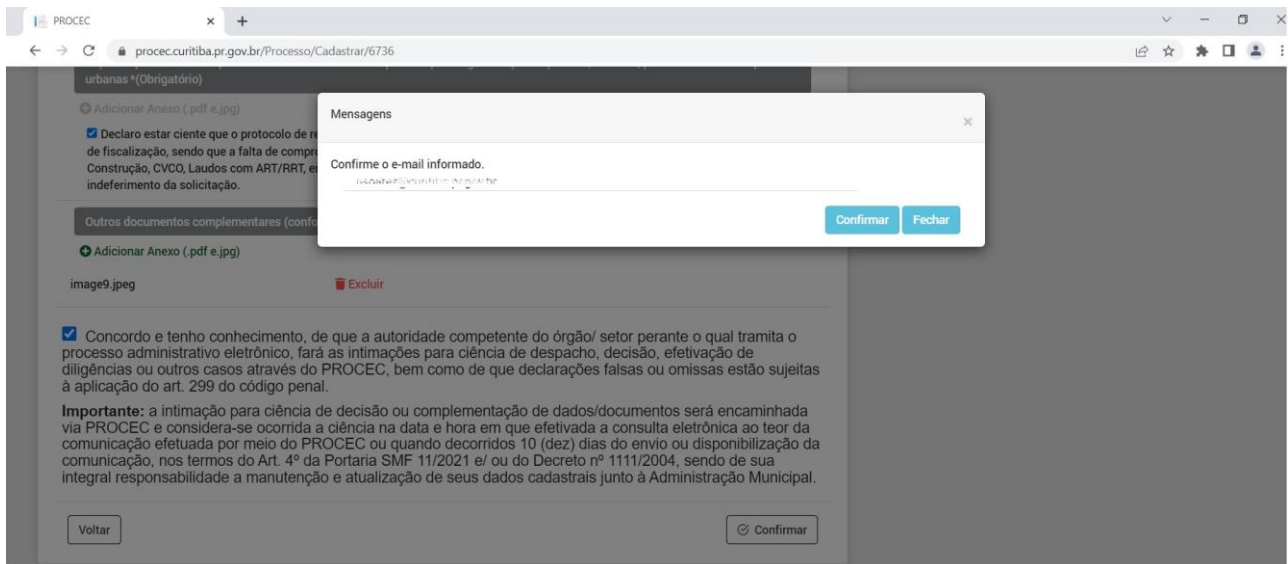 PROCEC
procec.curitiba.pr.gov.br/Processo/Cadastrar/6736
urbanas *(Obrigatório)
Adicionar Anexo (.pdf e.jpg)
Declaro estar ciente que o protocolo de
de fiscalização, sendo que a falta de
Construção, CVCO, Laudos com ART/RRT,
indeferimento da solicitação.
Mensagens
Confirme o e-mail informado.
Confirmar Fechar
Outros documentos complementares
Adicionar Anexo (.pdf e.jpg)
image9.jpeg Excluir
Concordo e tenho conhecimento, de que a autoridade competente do órgão/ setor perante o qual tramita o
processo administrativo eletrônico, fará as intimações para ciência de despacho, decisão, efetivação de
diligências ou outros casos através do PROCEC, bem como de que declarações falsas ou omissas estão sujeitas
à aplicação do art. 299 do código penal.
Importante: a intimação para ciência de decisão ou complementação de dados/documentos será encaminhada
via PROCEC e considera-se ocorrida a ciência na data e hora em que efetivada a consulta eletrônica ao teor da
comunicação efetuada por meio do PROCEC ou quando decorridos 10 (dez) dias do envio ou disponibilização da
comunicação, nos termos do Art. 4º da Portaria SMF 11/2021 e/ ou do Decreto nº 1111/2004, sendo de sua
integral responsabilidade a manutenção e atualização de seus dados cadastrais junto à Administração Municipal.
Voltar Confirmar